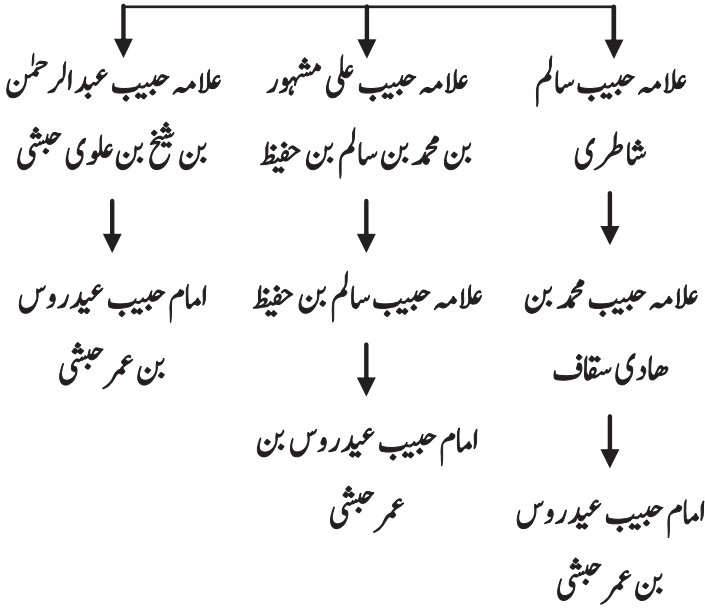 علامہ حبیب سالم
شاطری
علامہ حبیب محمد بن
ھادی سقاف
امام حبیب عیدروس
بن عمر حبشی
علامہ حبیب علی مشہور
بن محمد بن سالم بن حفیظ
علامہ حبیب سالم بن حفیظ
امام حبیب عیدروس بن
عمر حبشی
علامہ حبیب عبد الرحمٰن
بن شیخ بن علوی حبشی
امام حبیب عیدروس
بن عمر حبشی